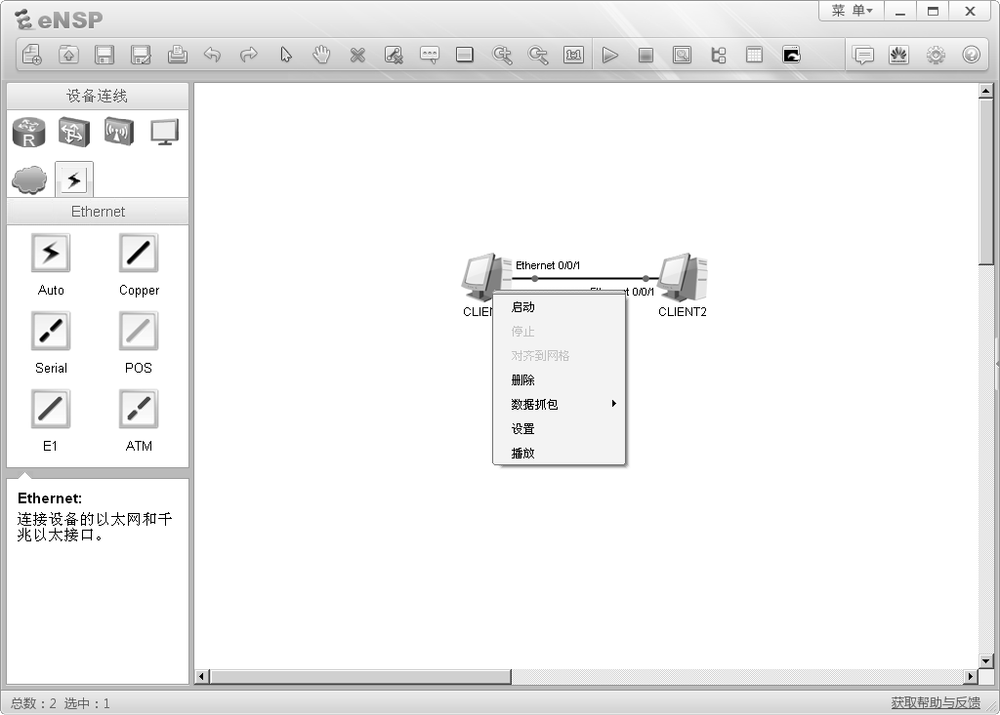 eNSP
菜 单
1:1
设备连线
R
Ethernet
Auto
Copper
Serial
POS
E1
ATM
Ethernet:
连接设备的以太网和千
兆以太接口。
Ethernet 0/0/1
0/0/1
CLIENT2
启动
停止
对齐到网格
删除
数据抓包
设置
播放
总数：2 选中：1
获取帮助与反馈